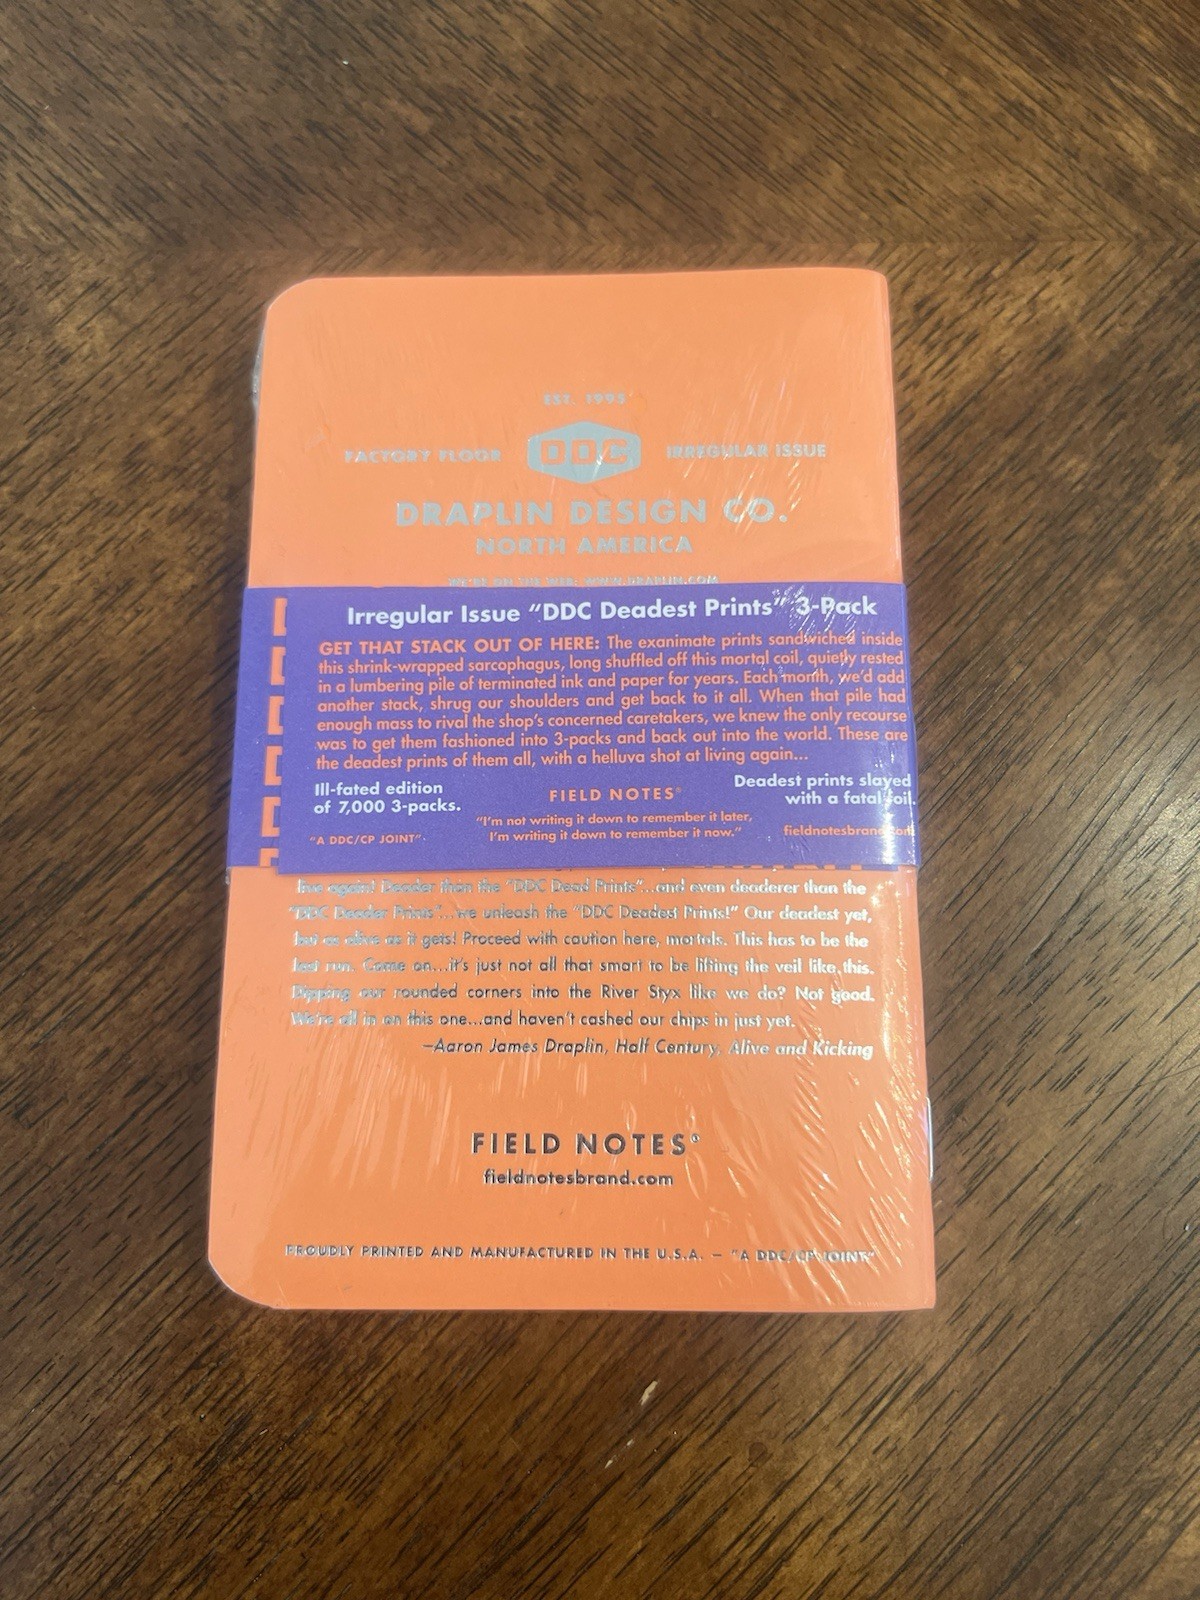 EST. 1995
FACTORY FLOOR DDC IRREGULAR ISSUE
DRAPLIN DESIGN CO.
NORTH AMERICA
WE'RE ON THE WEB: WWW.DRAPLIN.COM
Irregular Issue “DDC Deadest Prints” 3-Pack
GET THAT STACK OUT OF HERE: The exanimate prints sandwiched inside
this shrink-wrapped sarcophagus, long shuffled off this mortal coil, quietly rested
in a lumbering pile of terminated ink and paper for years. Each month, we’d add
another stack, shrug our shoulders and get back to it all. When that pile had
enough mass to rival the shop’s concerned caretakers, we knew the only recourse
was to get them fashioned into 3-packs and back out into the world. These are
the deadest prints of them all, with a helluva shot at living again...
Ill-fated edition
of 7,000 3-packs.
“A DDC/CP JOINT”
FIELD NOTES®
“I’m not writing it down to remember it later,
I’m writing it down to remember it now.”
Deadest prints slayed
with a fatal foil.
fieldnotesbrand.com
live again! Deader than the “DDC Dead Prints”...and even deaderer than the
“DDC Deader Prints”...we unleash the “DDC Deadest Prints!” Our deadest yet,
but as alive as it gets! Proceed with caution here, mortals. This has to be the
last run. Come on...it’s just not all that smart to be lifting the veil like this.
Dipping our rounded corners into the River Styx like we do? Not good.
We’re all in on this one...and haven’t cashed our chips in just yet.
–Aaron James Draplin, Half Century, Alive and Kicking
FIELD NOTES®
fieldnotesbrand.com
PROUDLY PRINTED AND MANUFACTURED IN THE U.S.A. – “A DDC/CP JOINT”